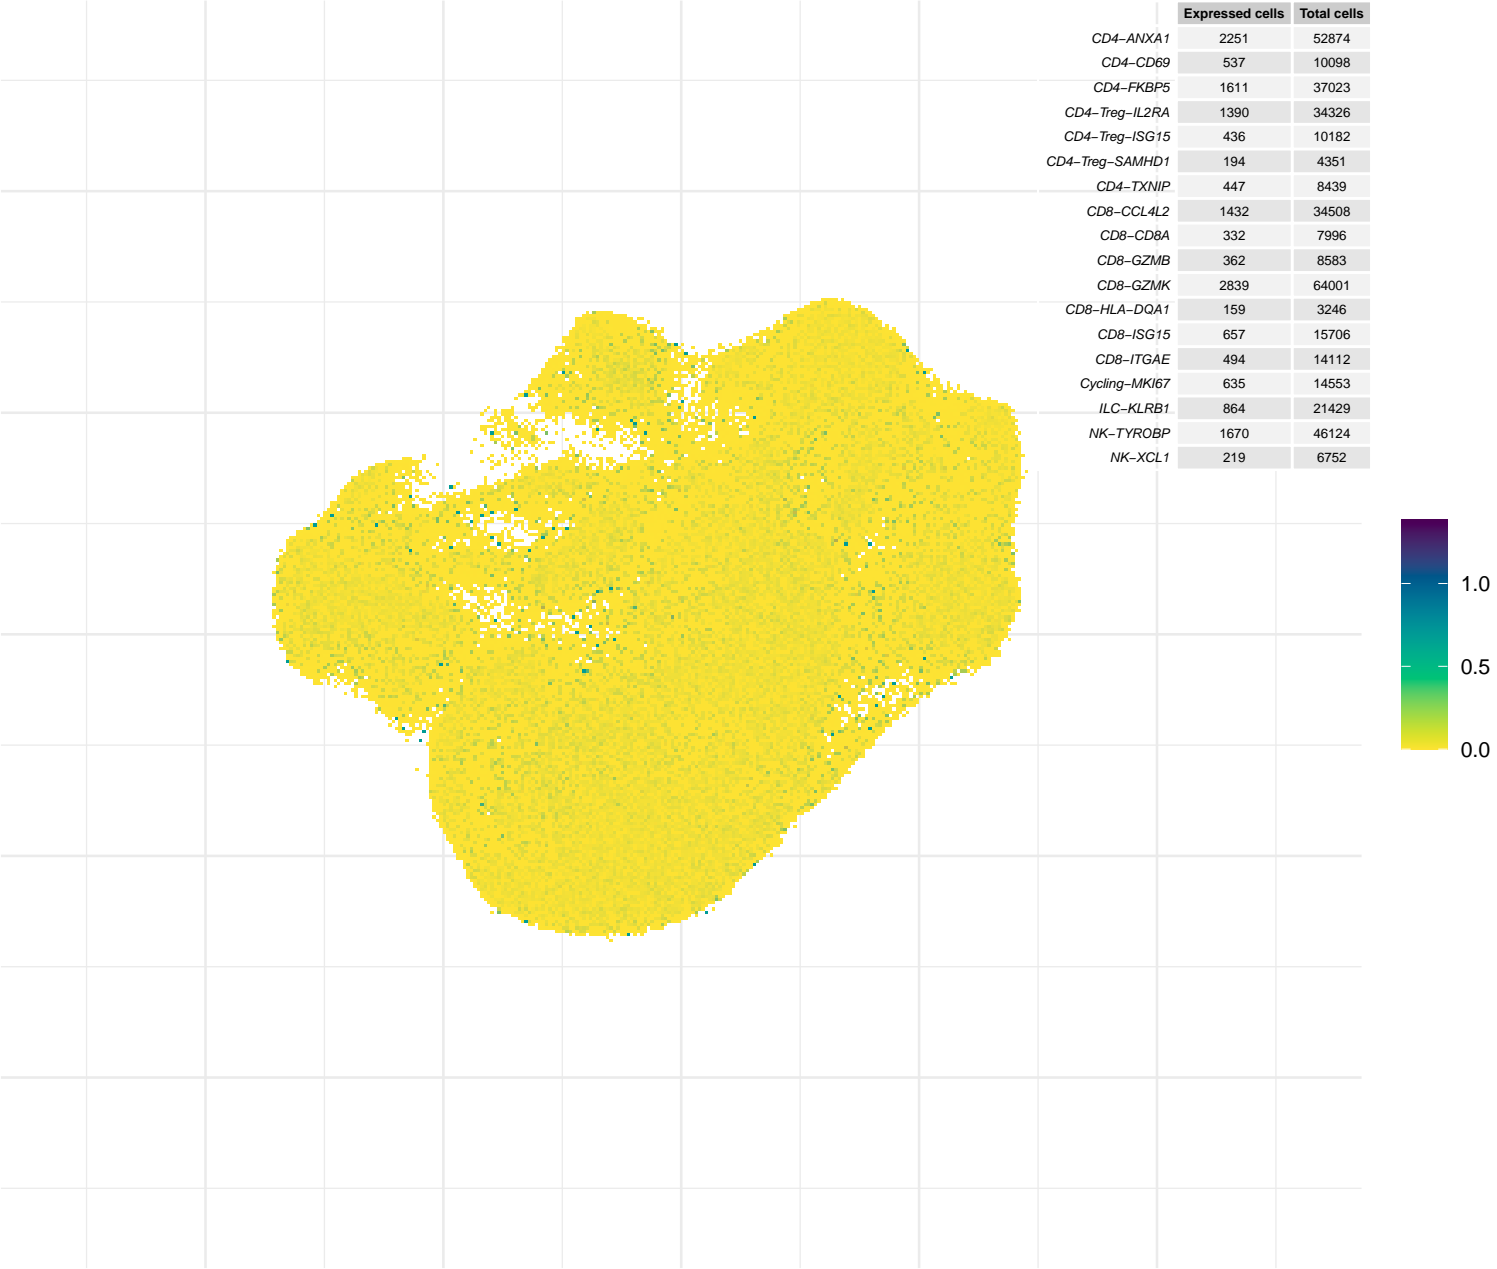 Expressed cells Total cells
CD4−ANXA1 2251 52874
CD4−CD69 537 10098
CD4−FKBP5 1611 37023
CD4−Treg−IL2RA 1390 34326
CD4−Treg−ISG15 436 10182
CD4−Treg−SAMHD1 194 4351
CD4−TXNIP 447 8439
CD8−CCL4L2 1432 34508
CD8−CD8A 332 7996
CD8−GZMB 362 8583
CD8−GZMK 2839 64001
CD8−HLA−DQA1 159 3246
CD8−ISG15 657 15706
CD8−ITGAE 494 14112
Cycling−MKI67 635 14553
ILC−KLRB1 864 21429
NK−TYROBP 1670 46124
NK−XCL1 219 6752
1.0
0.5
0.0